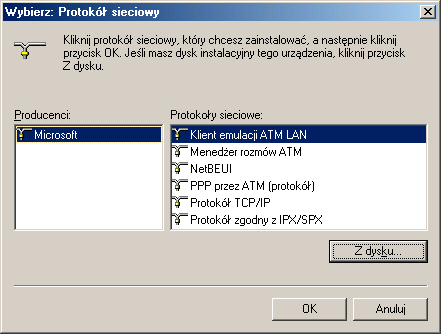 Wybierz: Protokół sieciowy
Kliknij protokół sieciowy, który chcesz zainstalować, a następnie kliknij
przycisk OK. Jeśli masz dysk instalacyjny tego urządzenia, kliknij przycisk
Z dysku.
Producenci:
Protokoły sieciowe:
Microsoft
Klient emulacji ATM LAN
Menedżer rozmów ATM
NetBEUI
PPP przez ATM (protokół)
Protokół TCP/IP
Protokół zgodny z IPX/SPX
Z dysku...
OK
Anuluj